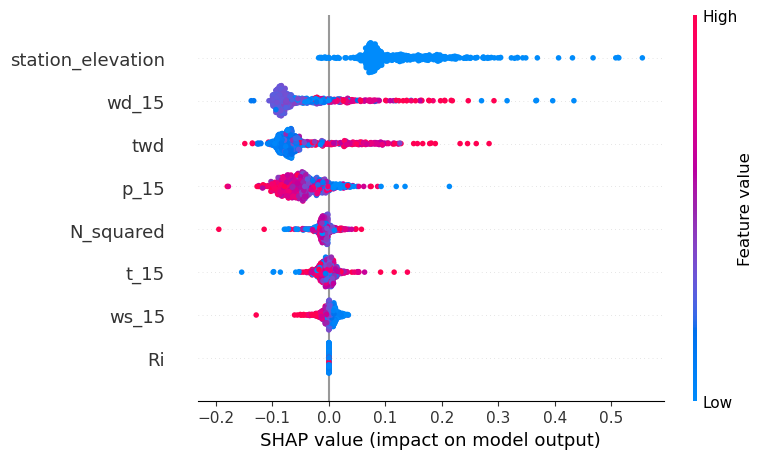 High
station_elevation
wd_15
twd
p_15
N_squared
t_15
ws_15
Ri
Feature value
Low
−0.2 −0.1 0.0 0.1 0.2 0.3 0.4 0.5
SHAP value (impact on model output)